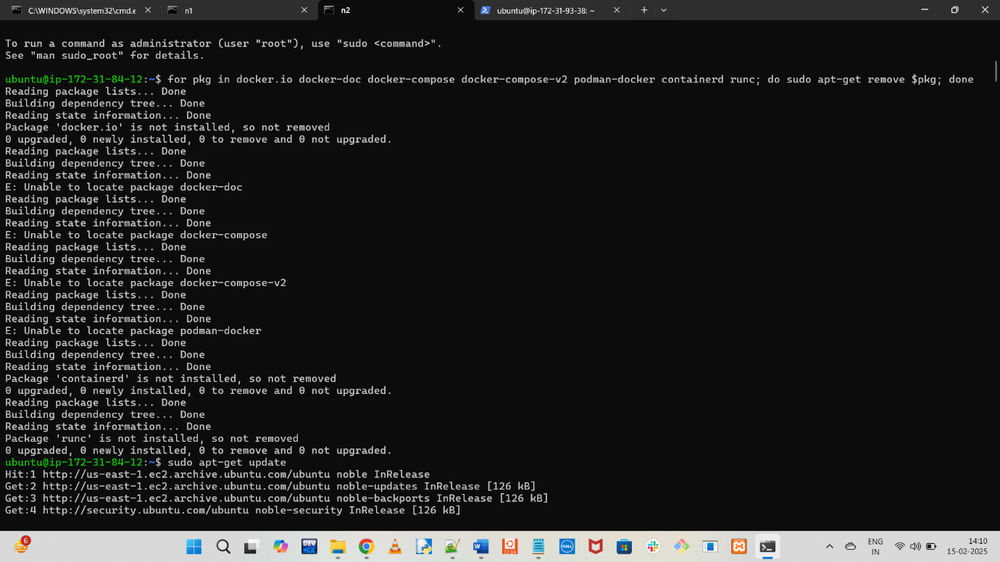 C:\WINDOWS\system32\cmd.e
n1
n2
ubuntu@ip-172-31-93-38: ~
To run a command as administrator (user "root"), use "sudo <command>".
See "man sudo_root" for details.
ubuntu@ip-172-31-84-12:~$ for pkg in docker.io docker-doc docker-compose docker-compose-v2 podman-docker containerd runc; do sudo apt-get remove $pkg; done
Reading package lists... Done
Building dependency tree... Done
Reading state information... Done
Package 'docker.io' is not installed, so not removed
0 upgraded, 0 newly installed, 0 to remove and 0 not upgraded.
Reading package lists... Done
Building dependency tree... Done
Reading state information... Done
E: Unable to locate package docker-doc
Reading package lists... Done
Building dependency tree... Done
Reading state information... Done
E: Unable to locate package docker-compose
Reading package lists... Done
Building dependency tree... Done
Reading state information... Done
E: Unable to locate package docker-compose-v2
Reading package lists... Done
Building dependency tree... Done
Reading state information... Done
E: Unable to locate package podman-docker
Reading package lists... Done
Building dependency tree... Done
Reading state information... Done
Package 'containerd' is not installed, so not removed
0 upgraded, 0 newly installed, 0 to remove and 0 not upgraded.
Reading package lists... Done
Building dependency tree... Done
Reading state information... Done
Package 'runc' is not installed, so not removed
0 upgraded, 0 newly installed, 0 to remove and 0 not upgraded.
ubuntu@ip-172-31-84-12:~$ sudo apt-get update
Hit:1 http://us-east-1.ec2.archive.ubuntu.com/ubuntu noble InRelease
Get:2 http://us-east-1.ec2.archive.ubuntu.com/ubuntu noble-updates InRelease [126 kB]
Get:3 http://us-east-1.ec2.archive.ubuntu.com/ubuntu noble-backports InRelease [126 kB]
Get:4 http://security.ubuntu.com/ubuntu noble-security InRelease [126 kB]
6
DEV
W
22.04
DELL
ENG
IN
14:10
15-02-2025